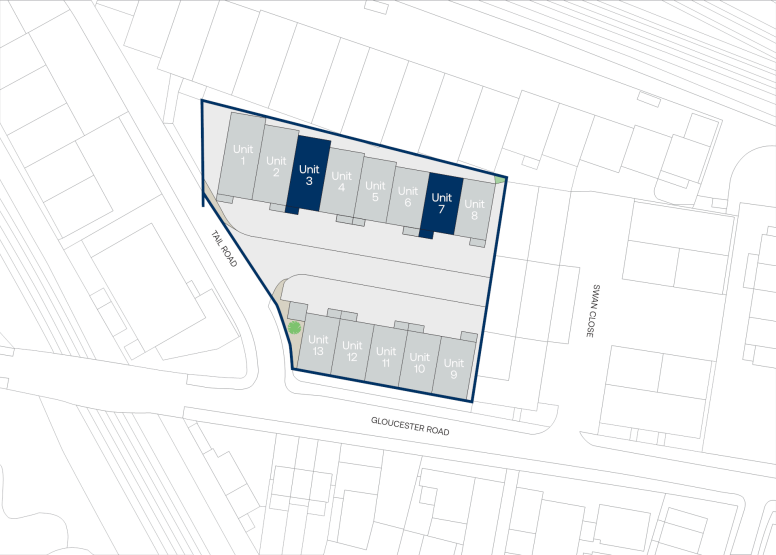 Unit
1
Unit
2
Unit
3
Unit
4
Unit
5
Unit
6
Unit
7
Unit
8
TAIL ROAD
SWAN CLOSE
Unit
13
Unit
12
Unit
11
Unit
10
Unit
9
GLOUCESTER ROAD